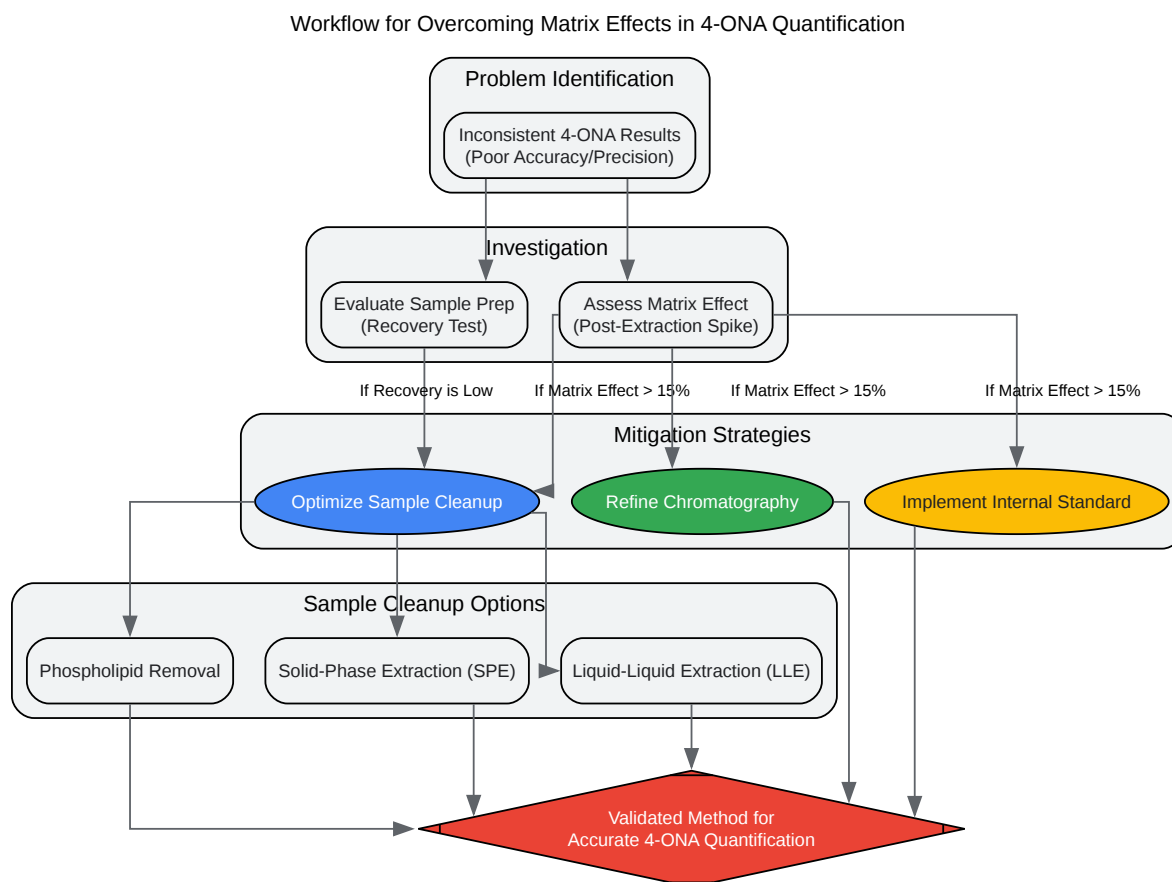 Workflow for Overcoming Matrix Effects in 4-ONA Quantification
Problem Identification
Inconsistent 4-ONA Results
(Poor Accuracy/Precision)
Investigation
Evaluate Sample Prep
(Recovery Test)
Assess Matrix Effect
(Post-Extraction Spike)
If Recovery is Low
If Matrix Effect > 15%
If Matrix Effect > 15%
If Matrix Effect > 15%
Mitigation Strategies
Optimize Sample Cleanup
Refine Chromatography
Implement Internal Standard
Sample Cleanup Options
Phospholipid Removal
Solid-Phase Extraction (SPE)
Liquid-Liquid Extraction (LLE)
Validated Method for
Accurate 4-ONA Quantification